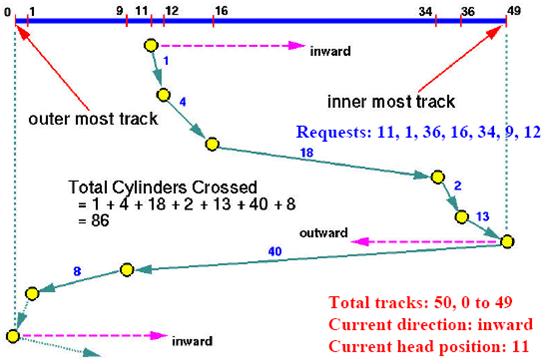 0 1 9 11 12 16 34 36 49
inward
1
outer most track
4
inner most track
Requests: 11, 1, 36, 16, 34, 9, 12
18
Total Cylinders Crossed
= 1 + 4 + 18 + 2 + 13 + 40 + 8
= 86
2
13
outward
40
8
Total tracks: 50, 0 to 49
Current direction: inward
Current head position: 11
inward